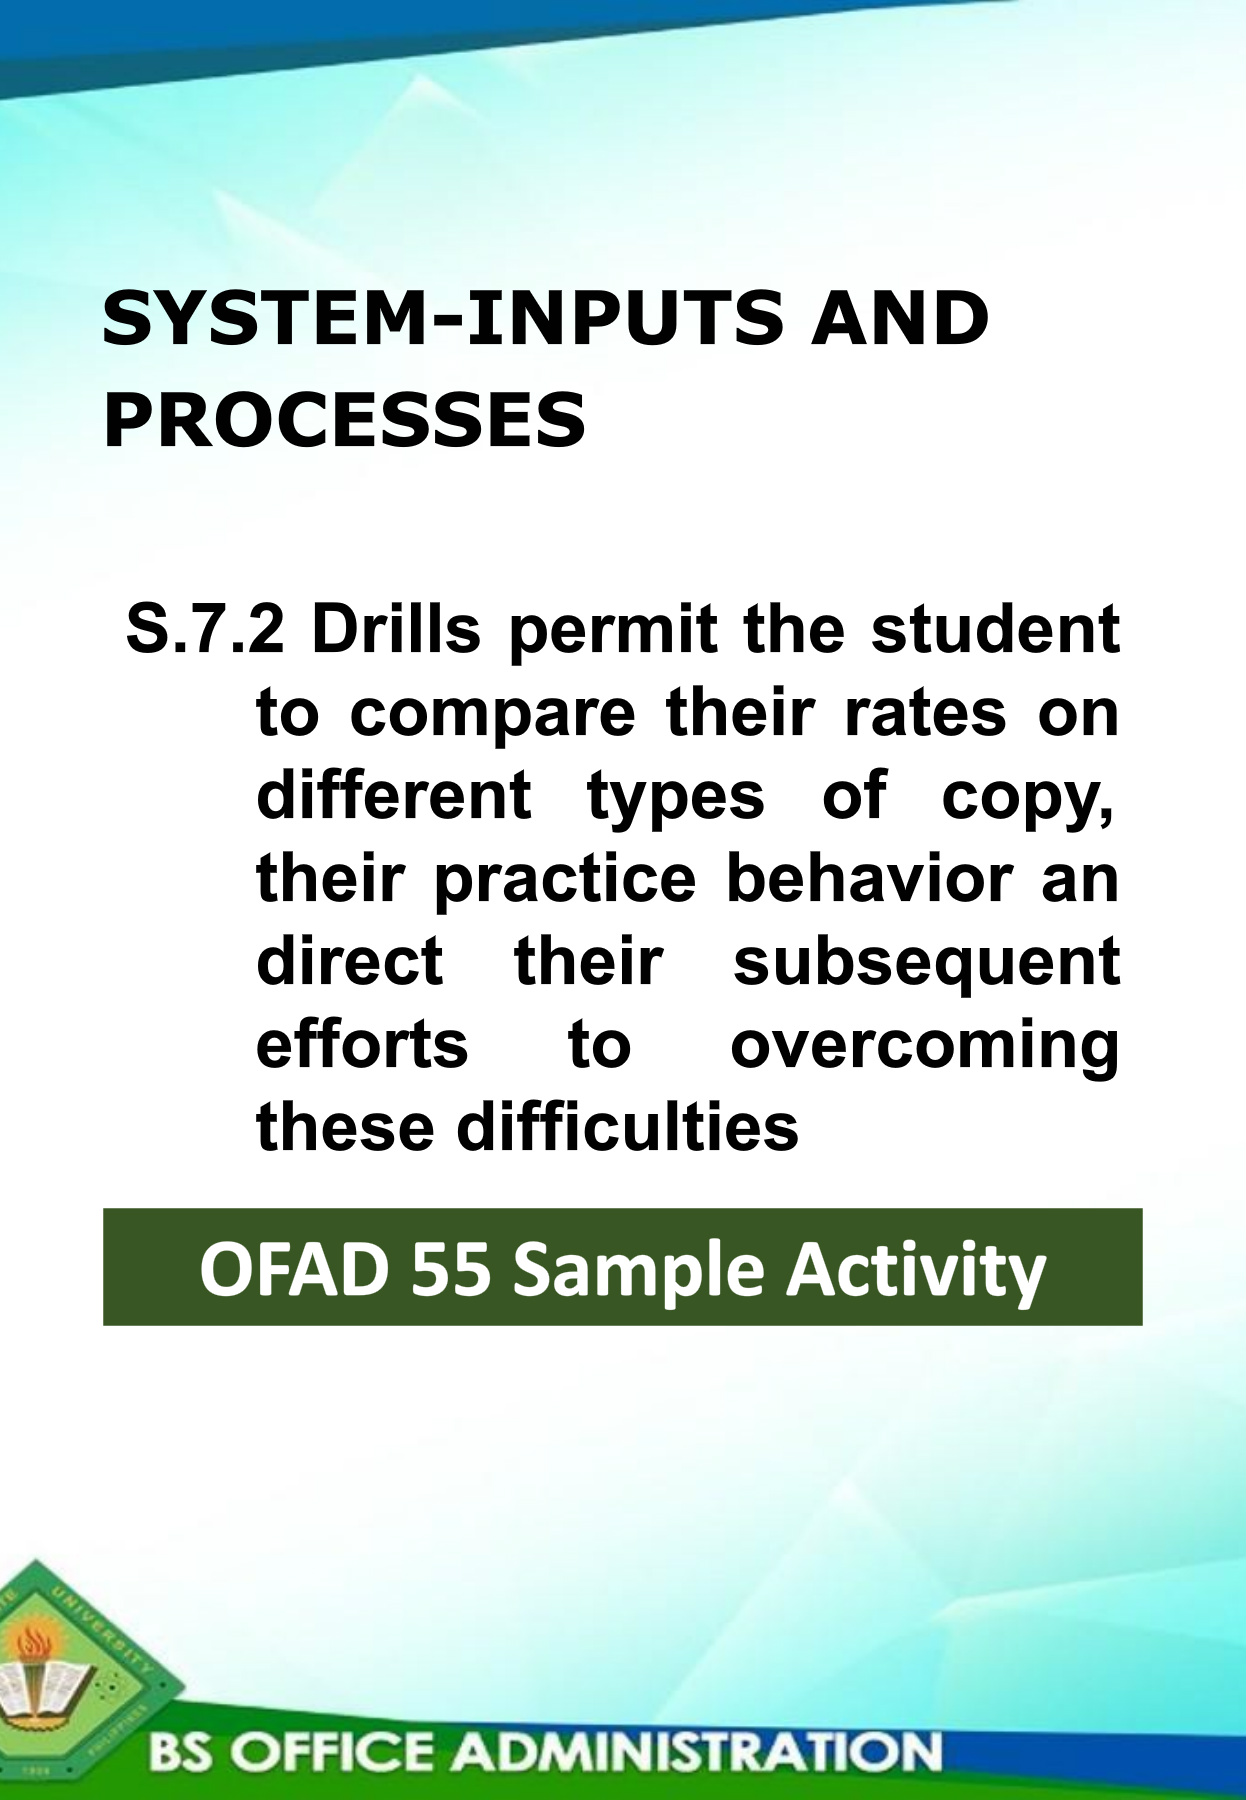 SYSTEM-INPUTS AND
PROCESSES
S.7.2 Drills permit the student
to compare their rates on
different types of copy,
their practice behavior an
direct their subsequent
efforts to overcoming
these difficulties
OFAD 55 Sample Activity
UNIVERSITY
PHILIPPINES
BS OFFICE ADMINISTRATION